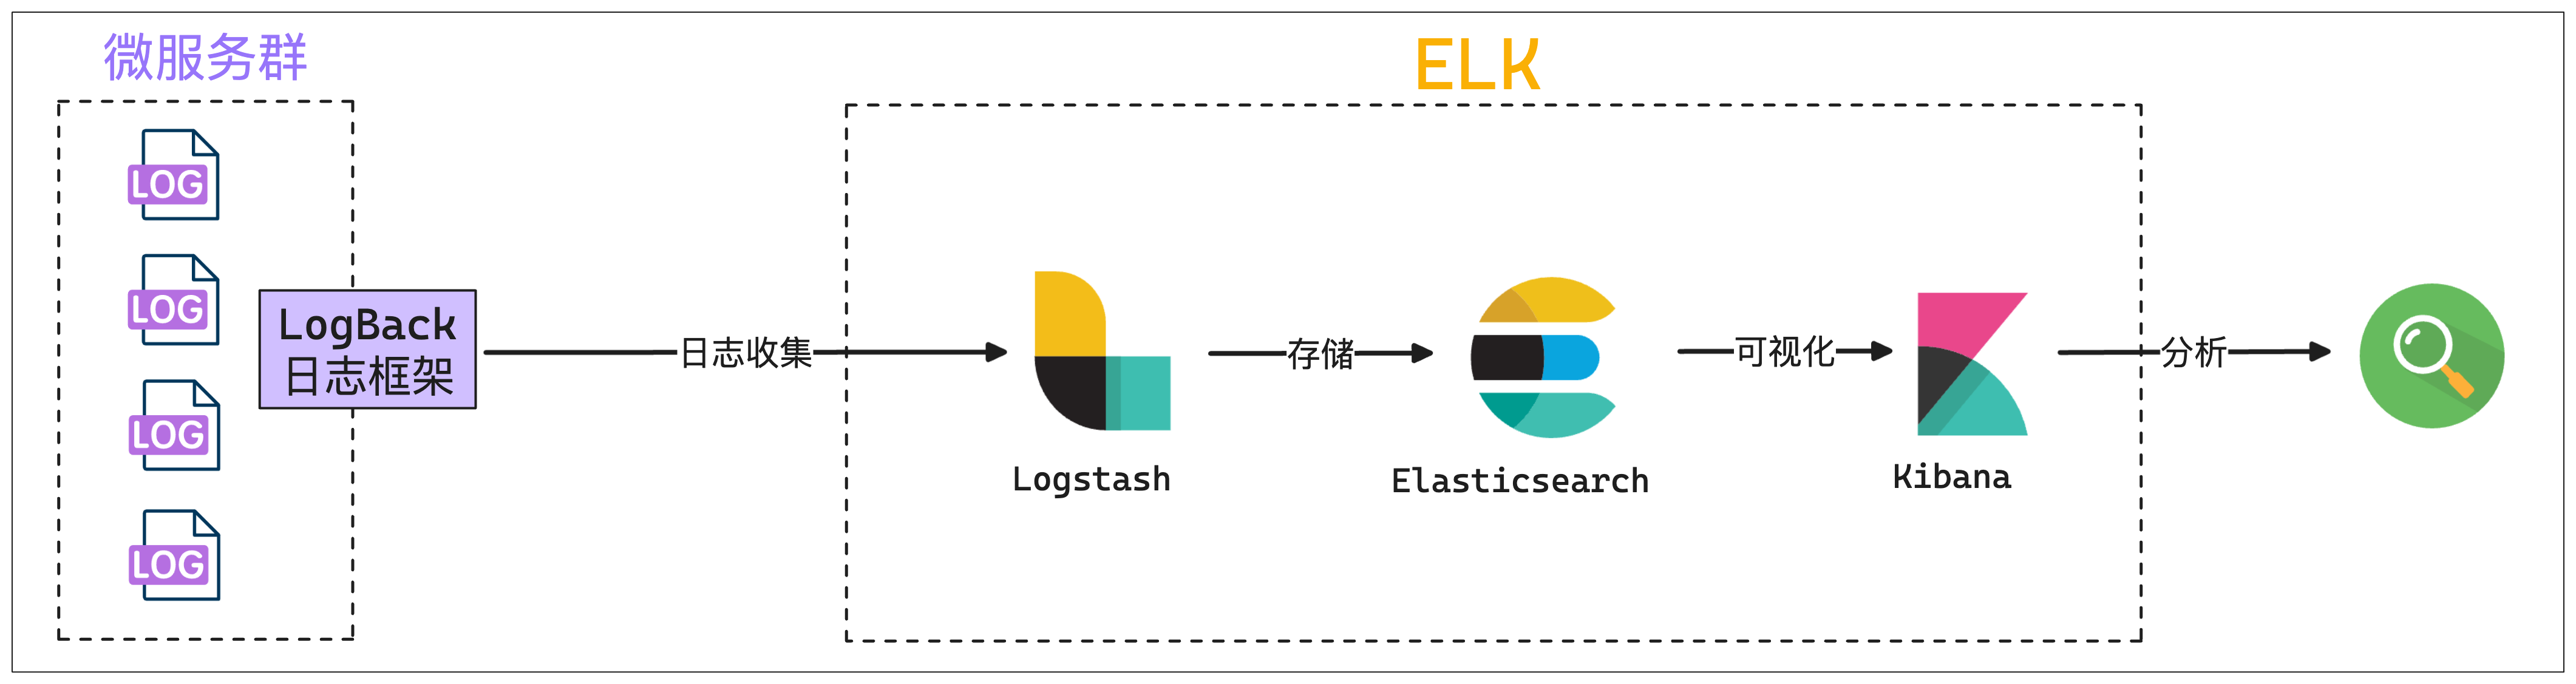 微服务群
ELK
LOG
LOG
LOG
LOG
LogBack
日志框架
日志收集
存储
可视化
分析
Logstash
Elasticsearch
Kibana